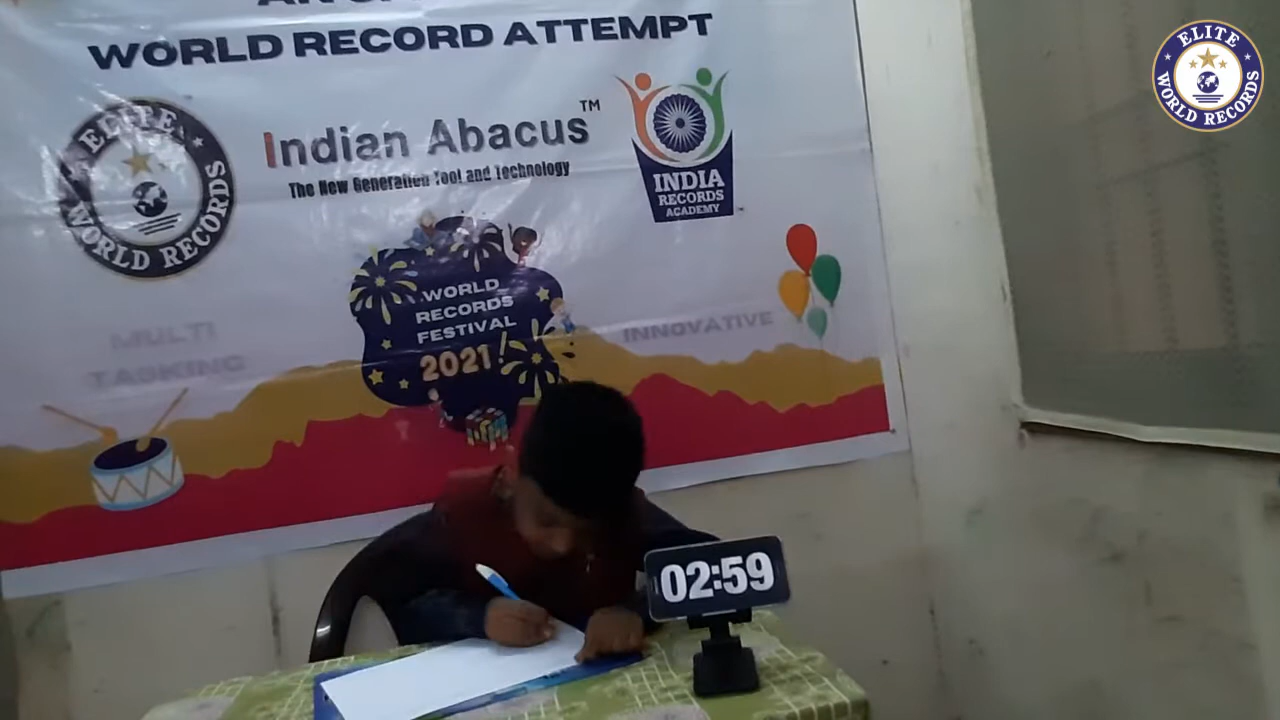 WORLD RECORD ATTEMPT
ELITE
WORLD RECORDS
Indian Abacus™
The New Generation Tool and Technology
INDIA
RECORDS
ACADEMY
WORLD
RECORDS
FESTIVAL
2021!
MULTI
TASKING
INNOVATIVE
02:59
ELITE
WORLD RECORDS